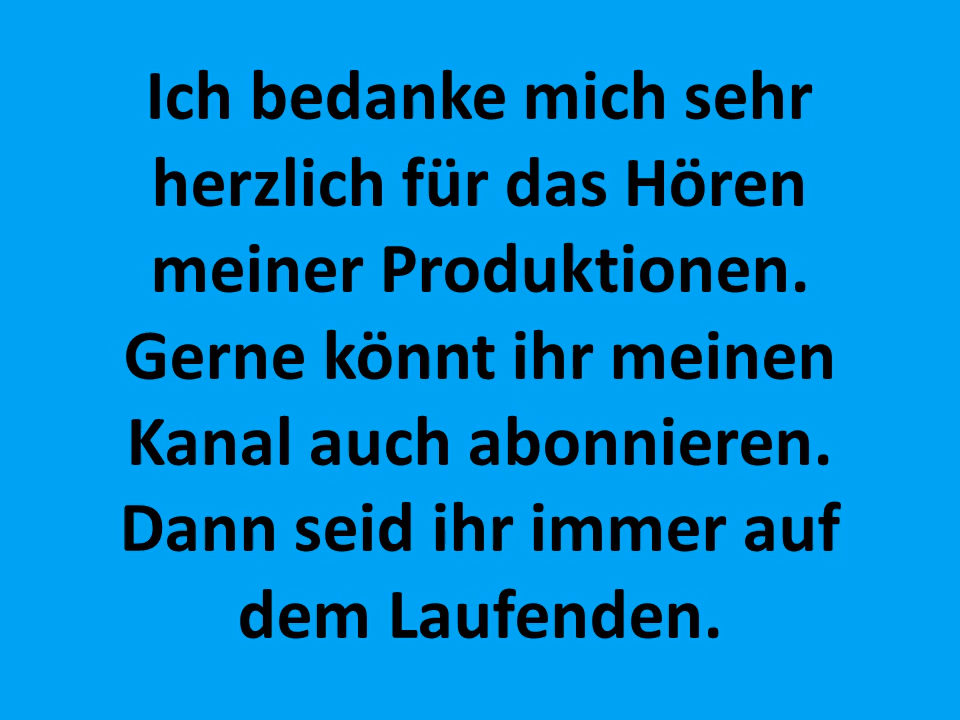 Ich bedanke mich sehr
herzlich für das Hören
meiner Produktionen.
Gerne könnt ihr meinen
Kanal auch abonnieren.
Dann seid ihr immer auf
dem Laufenden.